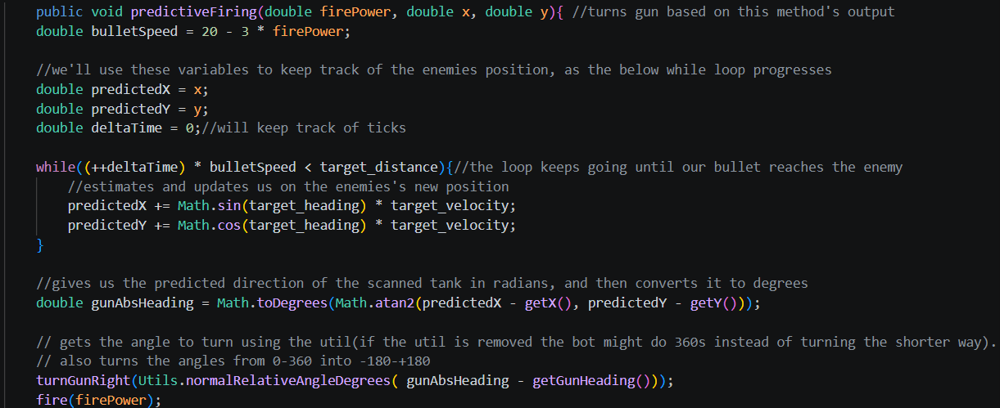 public void predictiveFiring(double firePower, double x, double y){ //turns gun based on this method's output
double bulletSpeed = 20 - 3 * firePower;
//we'll use these variables to keep track of the enemies position, as the below while loop progresses
double predictedX = x;
double predictedY = y;
double deltaTime = 0;//will keep track of ticks
while((++deltaTime) * bulletSpeed < target_distance){//the loop keeps going until our bullet reaches the enemy
//estimates and updates us on the enemies's new position
predictedX += Math.sin(target_heading) * target_velocity;
predictedY += Math.cos(target_heading) * target_velocity;
}
//gives us the predicted direction of the scanned tank in radians, and then converts it to degrees
double gunAbsHeading = Math.toDegrees(Math.atan2(predictedX - getX(), predictedY - getY()));
// gets the angle to turn using the util(if the util is removed the bot might do 360s instead of turning the shorter way).
// also turns the angles from 0-360 into -180-+180
turnGunRight(Utils.normalRelativeAngleDegrees( gunAbsHeading - getGunHeading()));
fire(firePower);